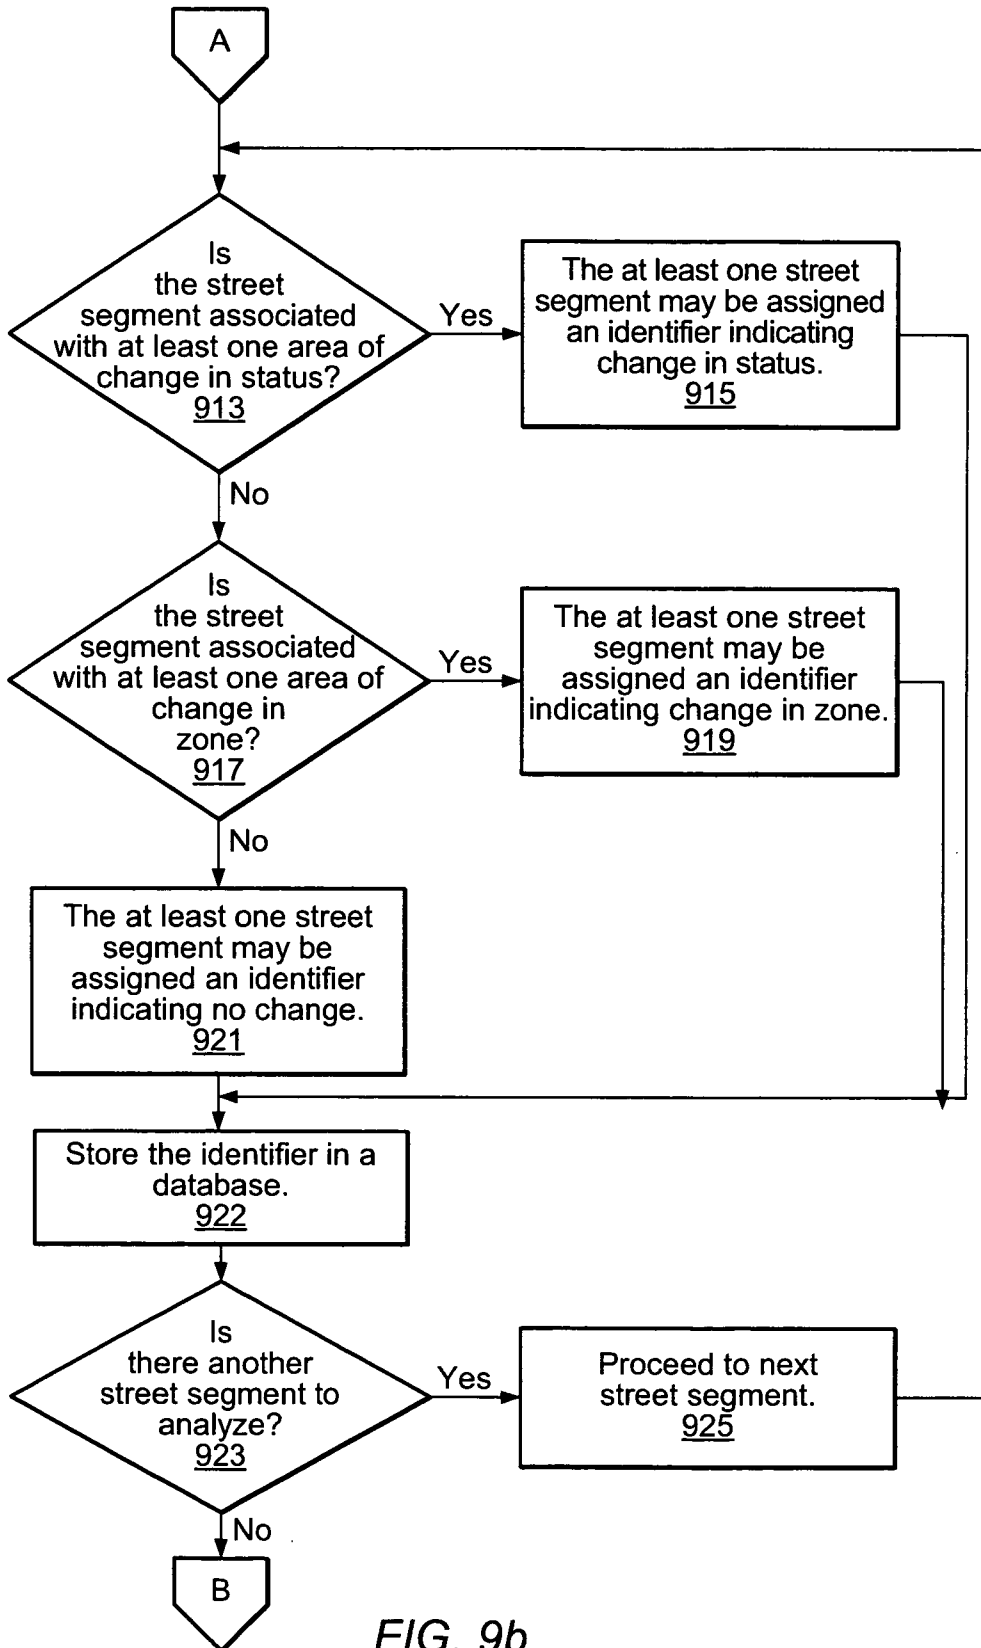 A
Is
the street
segment associated
with at least one area of
change in status?
913
Yes
The at least one street
segment may be assigned
an identifier indicating
change in status.
915
No
Is
the street
segment associated
with at least one area of
change in
zone?
917
Yes
The at least one street
segment may be
assigned an identifier
indicating change in zone.
919
No
The at least one street
segment may be
assigned an identifier
indicating no change.
921
Store the identifier in a
database.
922
Is
there another
street segment to
analyze?
923
Yes
Proceed to next
street segment.
925
No
B
FIG. 9b